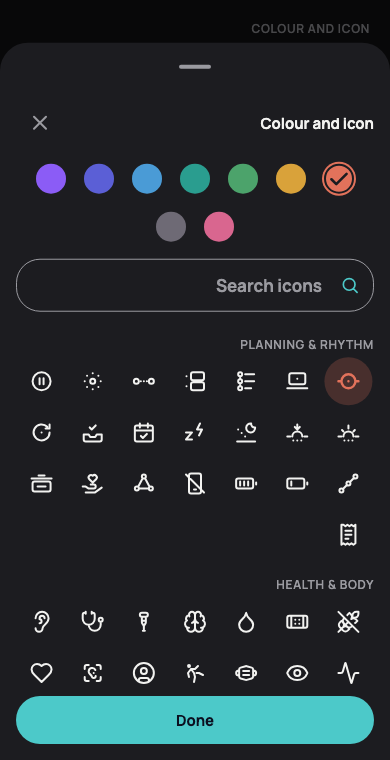 COLOUR AND ICON
Colour and icon
Search icons
PLANNING & RHYTHM
HEALTH & BODY
Done